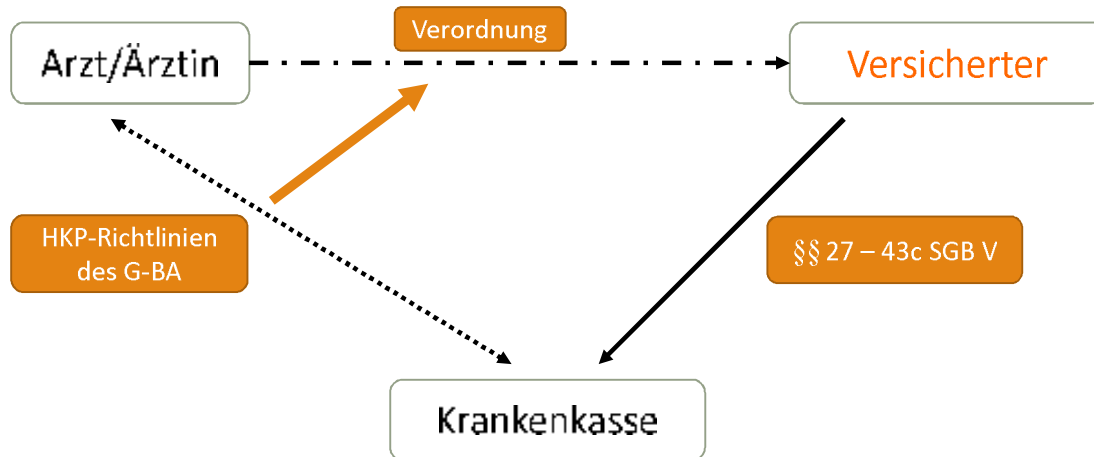 Verordnung
Arzt/Ärztin
Versicherter
HKP-Richtlinien
des G-BA
§§ 27 – 43c SGB V
Krankenkasse